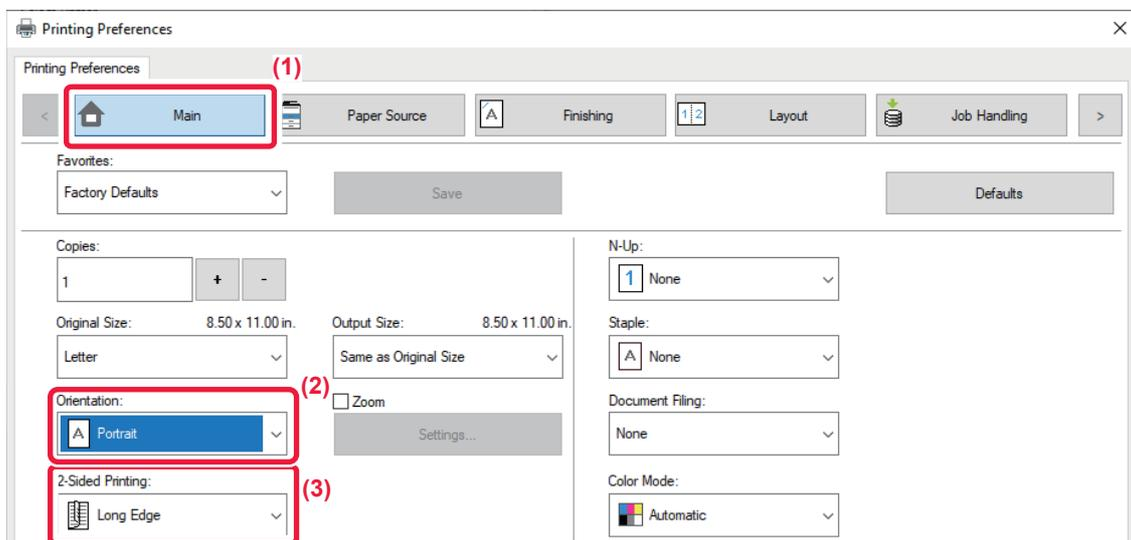 Printing Preferences
Printing Preferences
(1)
< Main Paper Source Finishing Layout Job Handling >
Favorites:
Factory Defaults Save Defaults
Copies: N-Up:
1 + - 1 None
Original Size: 8.50 x 11.00 in. Output Size: 8.50 x 11.00 in. Staple:
Letter Same as Original Size A None
(2)
Orientation: Zoom Document Filing:
A Portrait Settings... None
2-Sided Printing: (3) Color Mode:
Long Edge Automatic